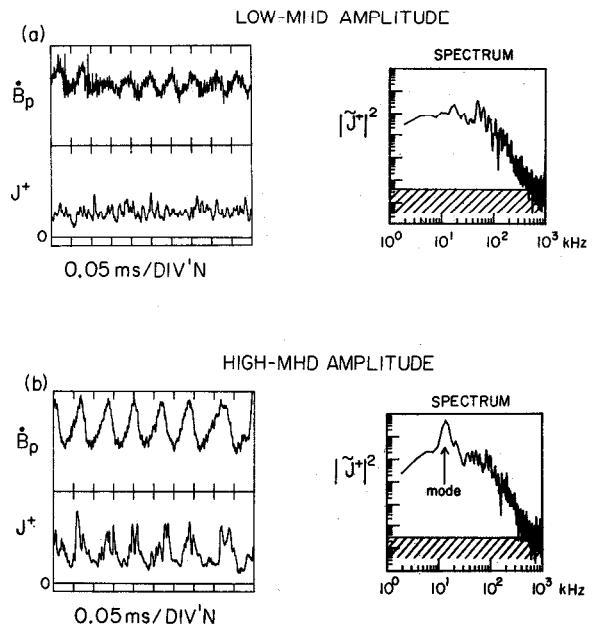 LOW-MHD AMPLITUDE
(a)
Ḃp
J⁺
0
0.05 ms/DIV'N
SPECTRUM
|J̃⁺|²
10⁰ 10¹ 10² 10³ kHz
HIGH-MHD AMPLITUDE
(b)
Ḃp
J⁺
0
0.05 ms/DIV'N
SPECTRUM
|J̃⁺|²
mode
10⁰ 10¹ 10² 10³ kHz